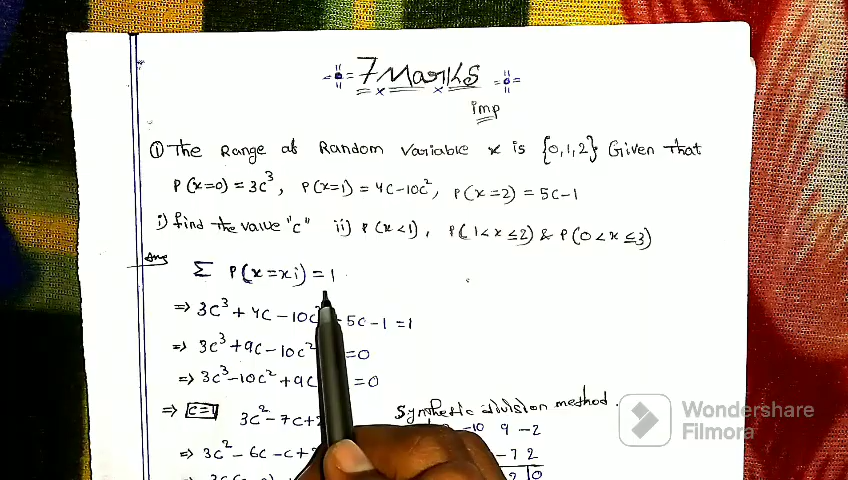 7 Marks
imp
① The Range of Random Variable x is {0,1,2} Given that
P(x=0) = 3c³, P(x=1) = 4c-10c², P(x=2) = 5c-1
i) find the value "c" ii) P(x<1), P(1<x≤2) & P(0<x≤3)
Ans
Σ P(x=xi) = 1
⇒ 3c³ + 4c - 10c² 5c - 1 = 1
⇒ 3c³ + 9c - 10c² = 0
⇒ 3c³ - 10c² + 9c = 0
Synthetic division method.
⇒ c=1 3c² - 7c + 2
-10 9 -2
⇒ 3c² - 6c - c +
-7 2
0
Wondershare
Filmora